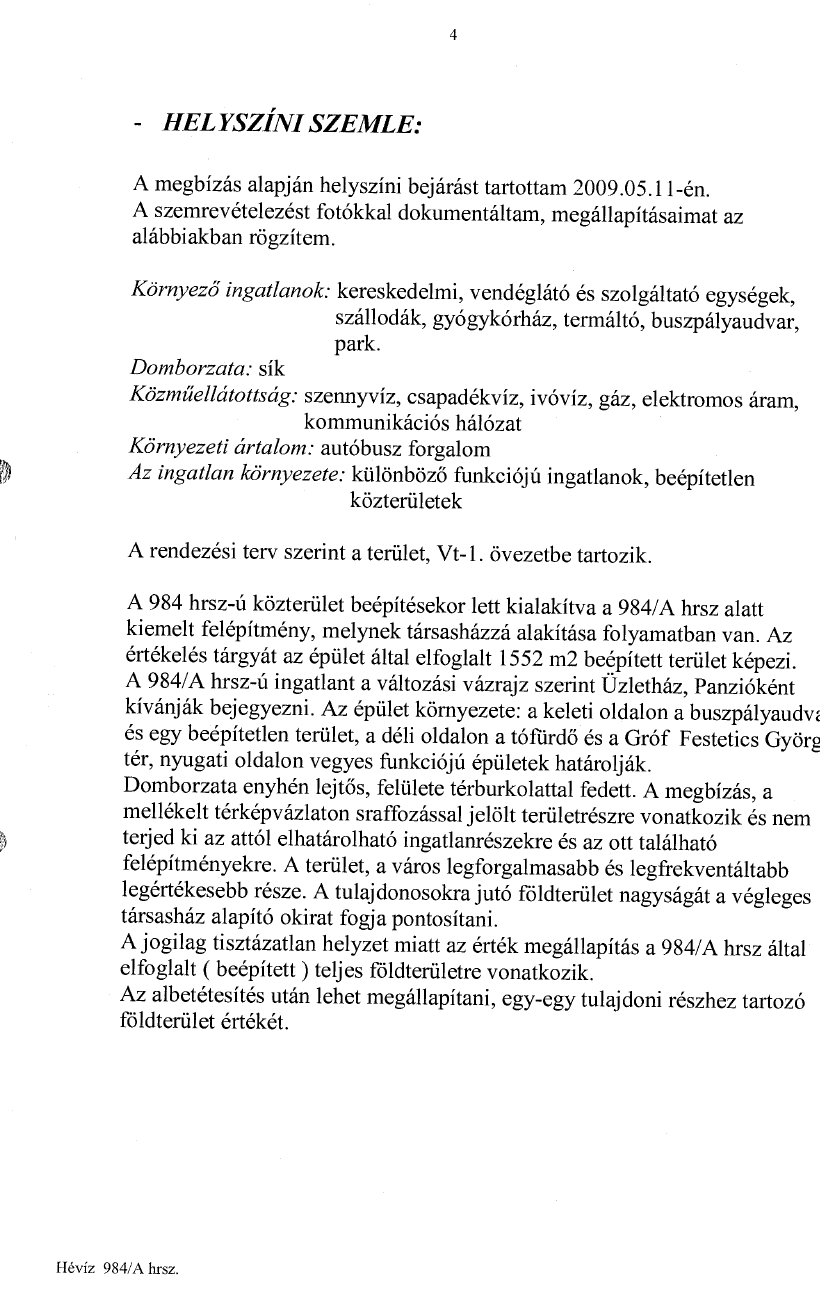 4
- HELYSZÍNI SZEMLE:
A megbízás alapján helyszíni bejárást tartottam 2009.05.11-én.
A szemrevételezést fotókkal dokumentáltam, megállapításaimat az
alábbiakban rögzítem.
Környező ingatlanok: kereskedelmi, vendéglátó és szolgáltató egységek,
szállodák, gyógykórház, termáltó, buszpályaudvar,
park.
Domborzata: sík
Közműellátottság: szennyvíz, csapadékvíz, ivóvíz, gáz, elektromos áram,
kommunikációs hálózat
Környezeti ártalom: autóbusz forgalom
Az ingatlan környezete: különböző funkciójú ingatlanok, beépítetlen
közterületek
A rendezési terv szerint a terület, Vt-1. övezetbe tartozik.
A 984 hrsz-ú közterület beépítésekor lett kialakítva a 984/A hrsz alatt
kiemelt felépítmény, melynek társasházzá alakítása folyamatban van. Az
értékelés tárgyát az épület által elfoglalt 1552 m2 beépített terület képezi.
A 984/A hrsz-ú ingatlant a változási vázrajz szerint Üzletház, Panzióként
kívánják bejegyezni. Az épület környezete: a keleti oldalon a buszpályaudva
és egy beépítetlen terület, a déli oldalon a tófürdő és a Gróf Festetics Györg
tér, nyugati oldalon vegyes funkciójú épületek határolják.
Domborzata enyhén lejtős, felülete térburkolattal fedett. A megbízás, a
mellékelt térképvázlaton sraffozással jelölt területrészre vonatkozik és nem
terjed ki az attól elhatárolható ingatlanrészekre és az ott található
felépítményekre. A terület, a város legforgalmasabb és legfrekventáltabb
legértékesebb része. A tulajdonosokra jutó földterület nagyságát a végleges
társasház alapító okirat fogja pontosítani.
A jogilag tisztázatlan helyzet miatt az érték megállapítás a 984/A hrsz által
elfoglalt ( beépített ) teljes földterületre vonatkozik.
Az albetétesítés után lehet megállapítani, egy-egy tulajdoni részhez tartozó
földterület értékét.
Hévíz 984/A hrsz.